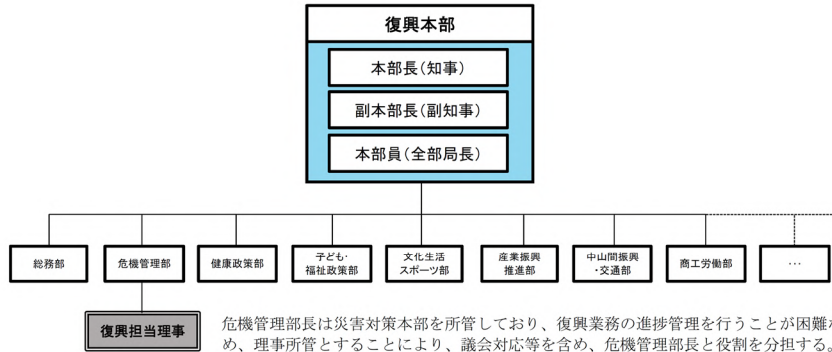 復興本部
本部長（知事）
副本部長（副知事）
本部員（全部局長）
総務部
危機管理部
健康政策部
子ども・
福祉政策部
文化生活
スポーツ部
産業振興
推進部
中山間振興
・交通部
商工労働部
…
復興担当理事
危機管理部長は災害対策本部を所管しており、復興業務の進捗管理を行うことが困難
め、理事所管とすることにより、議会対応等を含め、危機管理部長と役割を分担する。